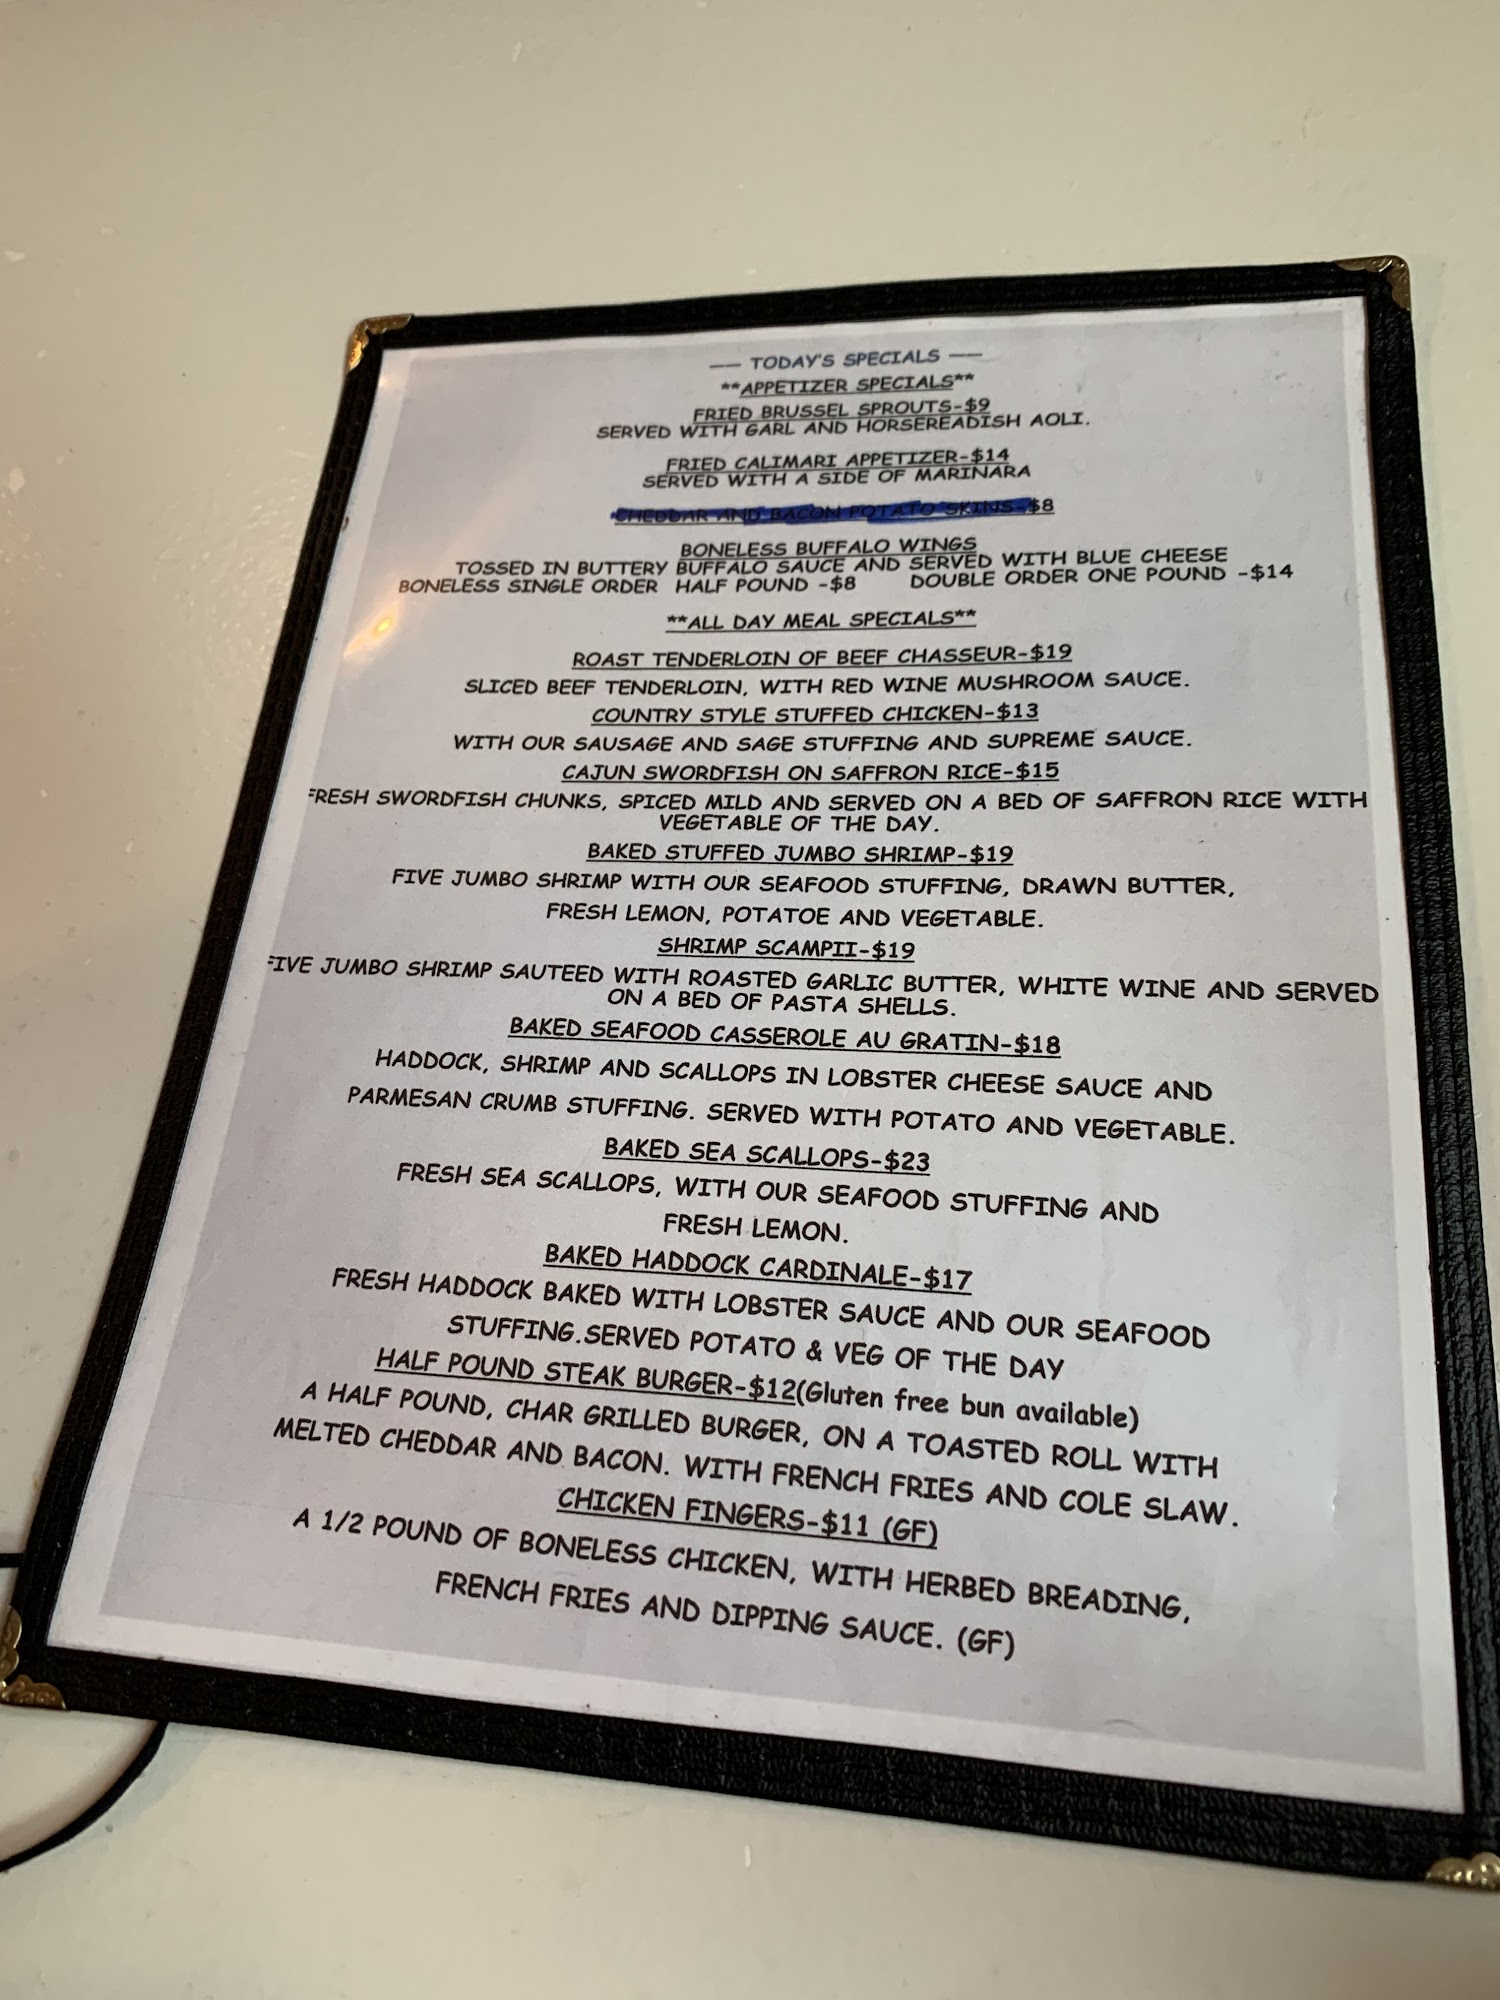 —— TODAY'S SPECIALS ——
**APPETIZER SPECIALS**
FRIED BRUSSEL SPROUTS-$9
SERVED WITH GARL AND HORSEREADISH AOLI.
FRIED CALIMARI APPETIZER-$14
SERVED WITH A SIDE OF MARINARA
CHEDDAR AND BACON POTATO SKINS-$8
BONELESS BUFFALO WINGS
TOSSED IN BUTTERY BUFFALO SAUCE AND SERVED WITH BLUE CHEESE
BONELESS SINGLE ORDER HALF POUND -$8 DOUBLE ORDER ONE POUND -$14
**ALL DAY MEAL SPECIALS**
ROAST TENDERLOIN OF BEEF CHASSEUR-$19
SLICED BEEF TENDERLOIN, WITH RED WINE MUSHROOM SAUCE.
COUNTRY STYLE STUFFED CHICKEN-$13
WITH OUR SAUSAGE AND SAGE STUFFING AND SUPREME SAUCE.
CAJUN SWORDFISH ON SAFFRON RICE-$15
FRESH SWORDFISH CHUNKS, SPICED MILD AND SERVED ON A BED OF SAFFRON RICE WITH
VEGETABLE OF THE DAY.
BAKED STUFFED JUMBO SHRIMP-$19
FIVE JUMBO SHRIMP WITH OUR SEAFOOD STUFFING, DRAWN BUTTER,
FRESH LEMON, POTATOE AND VEGETABLE.
SHRIMP SCAMPII-$19
FIVE JUMBO SHRIMP SAUTEED WITH ROASTED GARLIC BUTTER, WHITE WINE AND SERVED
ON A BED OF PASTA SHELLS.
BAKED SEAFOOD CASSEROLE AU GRATIN-$18
HADDOCK, SHRIMP AND SCALLOPS IN LOBSTER CHEESE SAUCE AND
PARMESAN CRUMB STUFFING. SERVED WITH POTATO AND VEGETABLE.
BAKED SEA SCALLOPS-$23
FRESH SEA SCALLOPS, WITH OUR SEAFOOD STUFFING AND
FRESH LEMON.
BAKED HADDOCK CARDINALE-$17
FRESH HADDOCK BAKED WITH LOBSTER SAUCE AND OUR SEAFOOD
STUFFING.SERVED POTATO & VEG OF THE DAY
HALF POUND STEAK BURGER-$12(Gluten free bun available)
A HALF POUND, CHAR GRILLED BURGER, ON A TOASTED ROLL WITH
MELTED CHEDDAR AND BACON. WITH FRENCH FRIES AND COLE SLAW.
CHICKEN FINGERS-$11 (GF)
A 1/2 POUND OF BONELESS CHICKEN, WITH HERBED BREADING,
FRENCH FRIES AND DIPPING SAUCE. (GF)